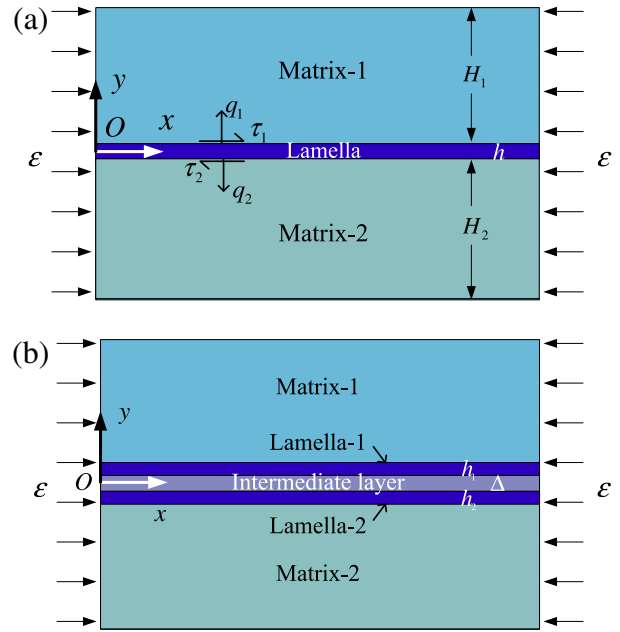 (a)
Matrix-1
H₁
y
q₁
O
x
τ₁
ε
Lamella
h
ε
τ₂
q₂
Matrix-2
H₂
(b)
Matrix-1
y
Lamella-1
h₁
O
Intermediate layer
Δ
ε
ε
x
h₂
Lamella-2
Matrix-2